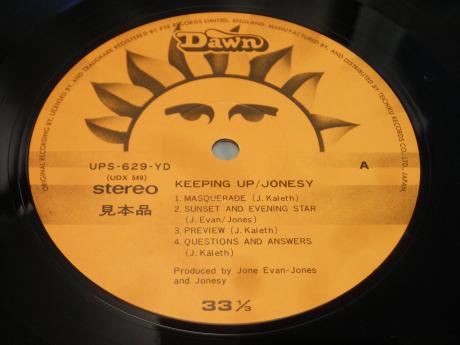 ORIGINAL RECORDING BY, LICENSED BY, AND TRADEMARK REGISTERED BY PYE RECORDS LIMITED, ENGLAND. MANUFACTURED BY, AND DISTRIBUTED BY TEICHIKU RECORDS CO., LTD. JAPAN.
Dawn
UPS-629-YD
(UDX 549)
stereo
見本品
A
KEEPING UP/JONESY
1. MASQUERADE (J. Kaleth)
2. SUNSET AND EVENING STAR
(J. Evan/Jones)
3. PREVIEW (J. Kaleth)
4. QUESTIONS AND ANSWERS
(J. Kaleth)
Produced by Jone Evan-Jones
and Jonesy
33 1/3